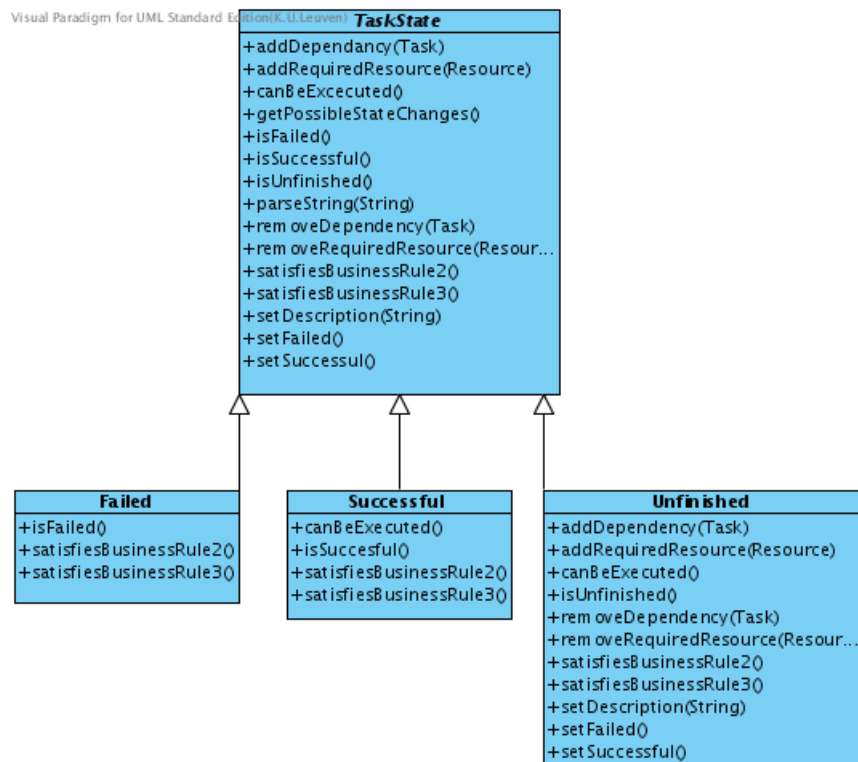 Visual Paradigm for UML Standard Edition(K.U.Leuven)
TaskState
+addDependancy(Task)
+addRequiredResource(Resource)
+canBeExcecuted()
+getPossibleStateChanges()
+isFailed()
+isSuccessful()
+isUnfinished()
+parseString(String)
+removeDependency(Task)
+removeRequiredResource(Resour...
+satisfiesBusinessRule2()
+satisfiesBusinessRule3()
+setDescription(String)
+setFailed()
+setSuccessul()
Failed
+isFailed()
+satisfiesBusinessRule2()
+satisfiesBusinessRule3()
Successful
+canBeExecuted()
+isSuccesful()
+satisfiesBusinessRule2()
+satisfiesBusinessRule3()
Unfinished
+addDependency(Task)
+addRequiredResource(Resource)
+canBeExecuted()
+isUnfinished()
+removeDependency(Task)
+removeRequiredResource(Resour...
+satisfiesBusinessRule2()
+satisfiesBusinessRule3()
+setDescription(String)
+setFailed()
+setSuccessful()